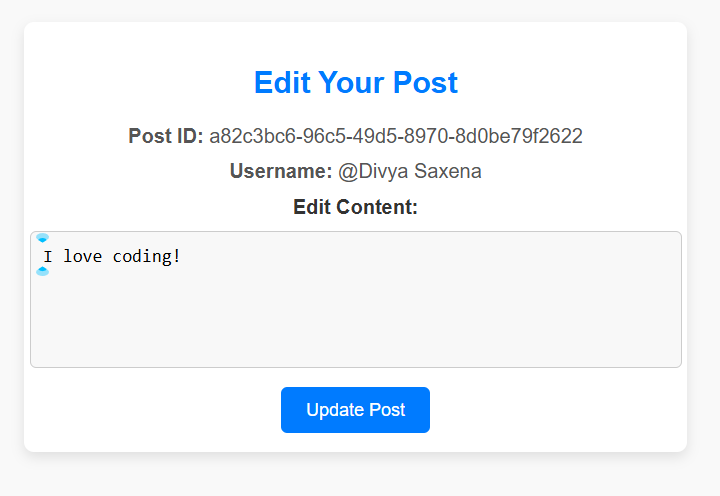 Edit Your Post
Post ID: a82c3bc6-96c5-49d5-8970-8d0be79f2622
Username: @Divya Saxena
Edit Content:
I love coding!
Update Post